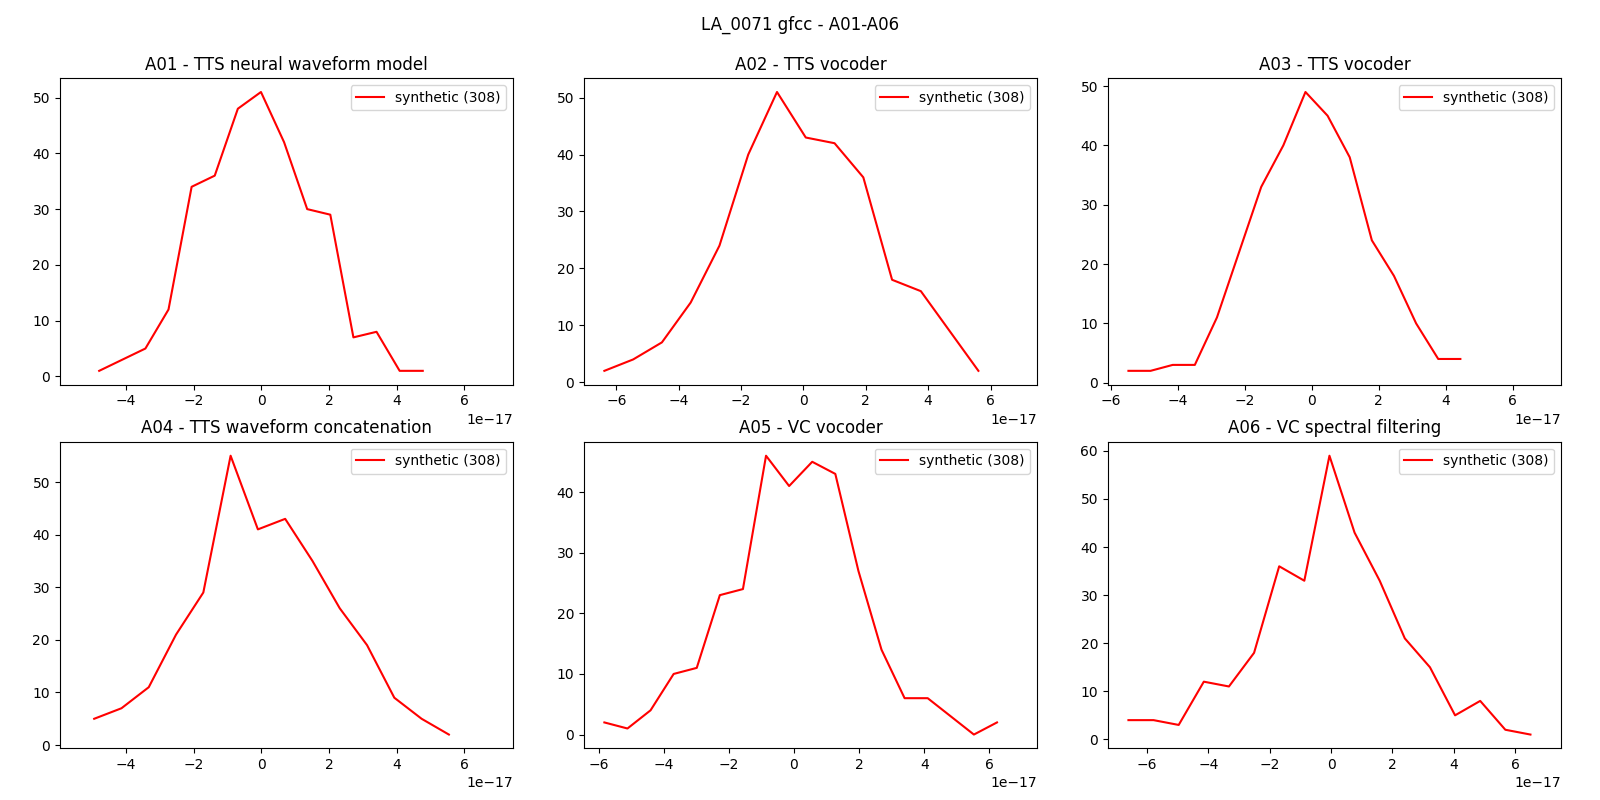 LA_0071 gfcc - A01-A06
A01 - TTS neural waveform model
synthetic (308)
50
40
30
20
10
0
−4 −2 0 2 4 6
1e−17
A02 - TTS vocoder
synthetic (308)
50
40
30
20
10
0
−6 −4 −2 0 2 4 6
1e−17
A03 - TTS vocoder
synthetic (308)
50
40
30
20
10
0
−6 −4 −2 0 2 4 6
1e−17
A04 - TTS waveform concatenation
synthetic (308)
50
40
30
20
10
0
−4 −2 0 2 4 6
1e−17
A05 - VC vocoder
synthetic (308)
40
30
20
10
0
−6 −4 −2 0 2 4 6
1e−17
A06 - VC spectral filtering
synthetic (308)
60
50
40
30
20
10
0
−6 −4 −2 0 2 4 6
1e−17